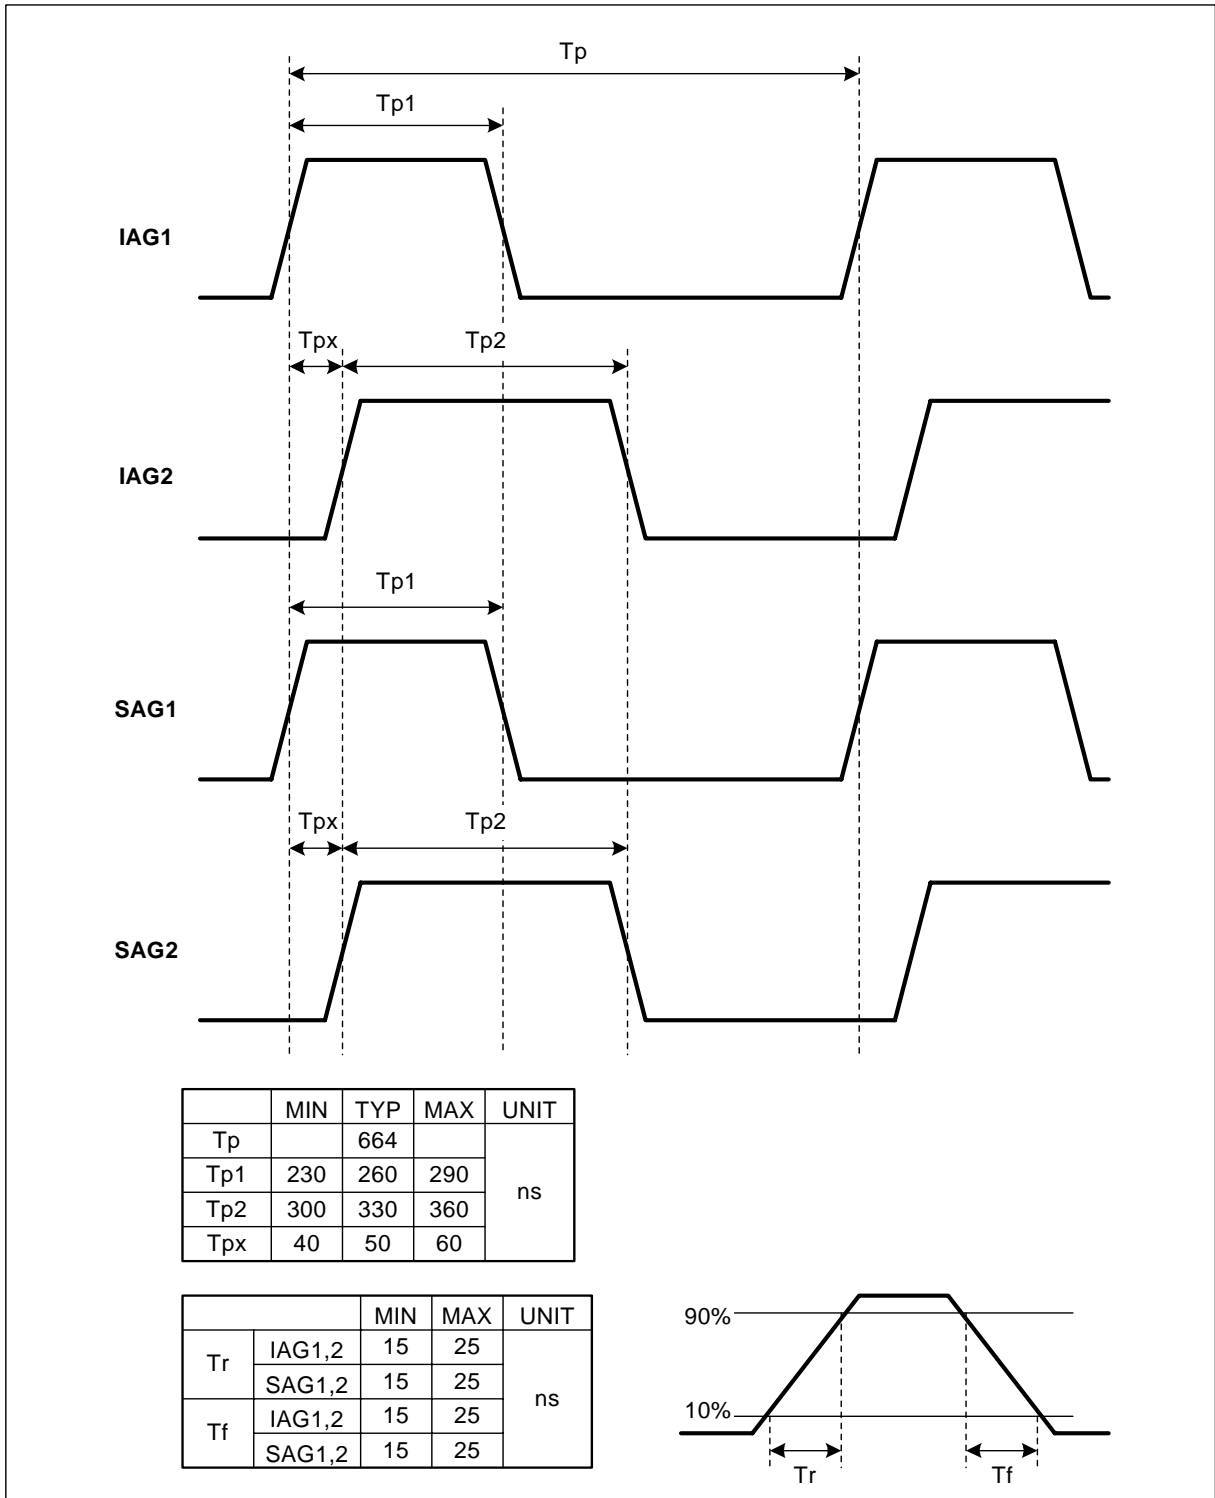 Tp
Tp1
IAG1
Tpx Tp2
IAG2
Tp1
SAG1
Tpx Tp2
SAG2
MIN TYP MAX UNIT
Tp 664
Tp1 230 260 290
ns
Tp2 300 330 360
Tpx 40 50 60
MIN MAX UNIT
Tr IAG1,2 15 25
SAG1,2 15 25
ns
Tf IAG1,2 15 25
SAG1,2 15 25
90%
10%
Tr Tf